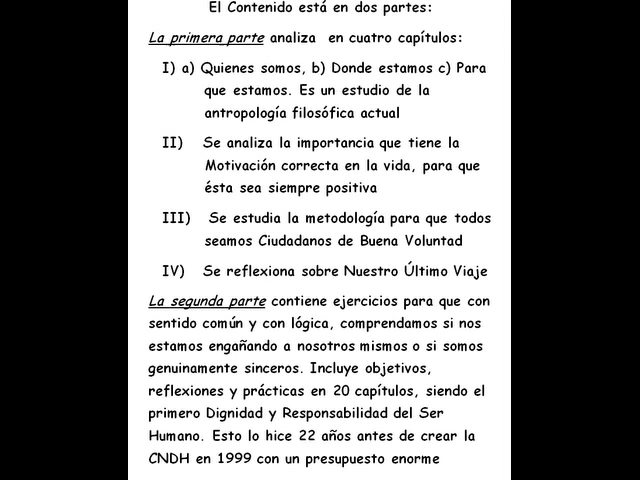 El Contenido está en dos partes:
La primera parte analiza en cuatro capítulos:
I) a) Quienes somos, b) Donde estamos c) Para
que estamos. Es un estudio de la
antropología filosófica actual
II) Se analiza la importancia que tiene la
Motivación correcta en la vida, para que
ésta sea siempre positiva
III) Se estudia la metodología para que todos
seamos Ciudadanos de Buena Voluntad
IV) Se reflexiona sobre Nuestro Último Viaje
La segunda parte contiene ejercicios para que con
sentido común y con lógica, comprendamos si nos
estamos engañando a nosotros mismos o si somos
genuinamente sinceros. Incluye objetivos,
reflexiones y prácticas en 20 capítulos, siendo el
primero Dignidad y Responsabilidad del Ser
Humano. Esto lo hice 22 años antes de crear la
CNDH en 1999 con un presupuesto enorme